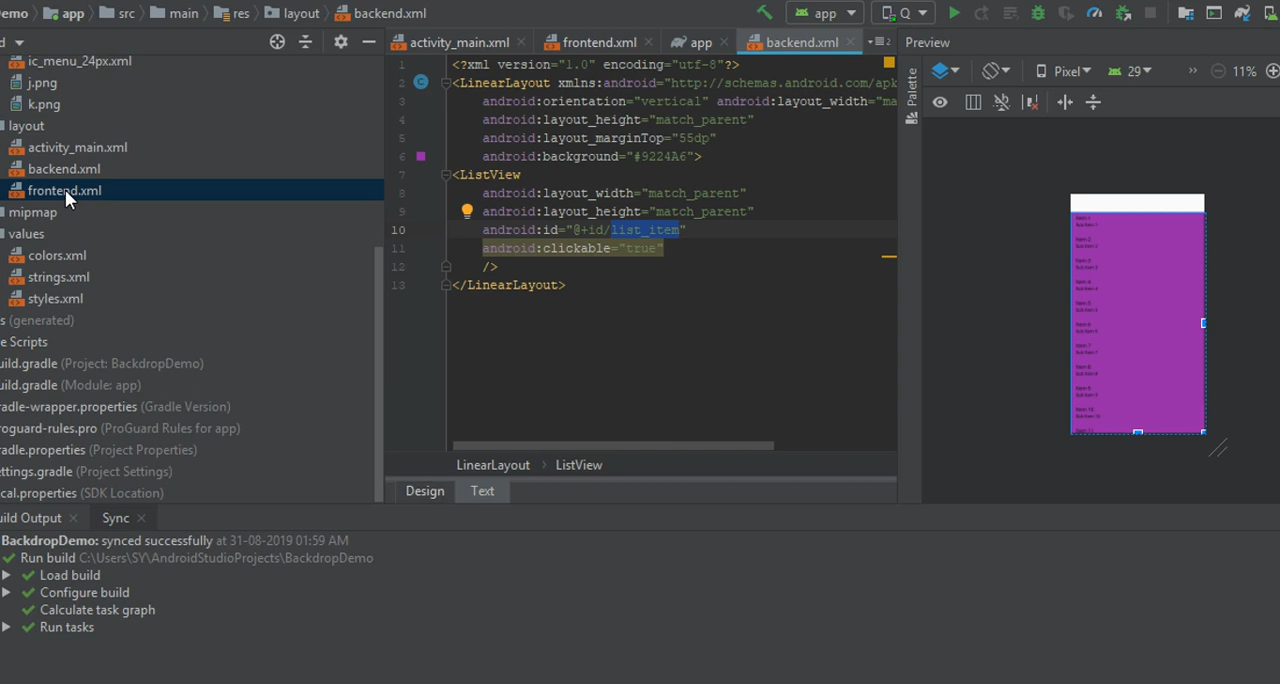 emo app src main res layout backend.xml
app Q
d
activity_main.xml frontend.xml app backend.xml 2 Preview
ic_menu_24px.xml
j.png
k.png
layout
activity_main.xml
backend.xml
frontend.xml
mipmap
values
colors.xml
strings.xml
styles.xml
s (generated)
e Scripts
uild.gradle (Project: BackdropDemo)
uild.gradle (Module: app)
radle-wrapper.properties (Gradle Version)
roguard-rules.pro (ProGuard Rules for app)
radle.properties (Project Properties)
ettings.gradle (Project Settings)
cal.properties (SDK Location)
1 <?xml version="1.0" encoding="utf-8"?>
2 <LinearLayout xmlns:android="http://schemas.android.com/apk
3 android:orientation="vertical" android:layout_width="ma
4 android:layout_height="match_parent"
5 android:layout_marginTop="55dp"
6 android:background="#9224A6">
7 <ListView
8 android:layout_width="match_parent"
9 android:layout_height="match_parent"
10 android:id="@+id/list_item"
11 android:clickable="true"
12 />
13 </LinearLayout>
LinearLayout ListView
Design Text
Palette
Pixel 29 » 11%
uild Output Sync
BackdropDemo: synced successfully at 31-08-2019 01:59 AM
Run build C:\Users\SY\AndroidStudioProjects\BackdropDemo
Load build
Configure build
Calculate task graph
Run tasks